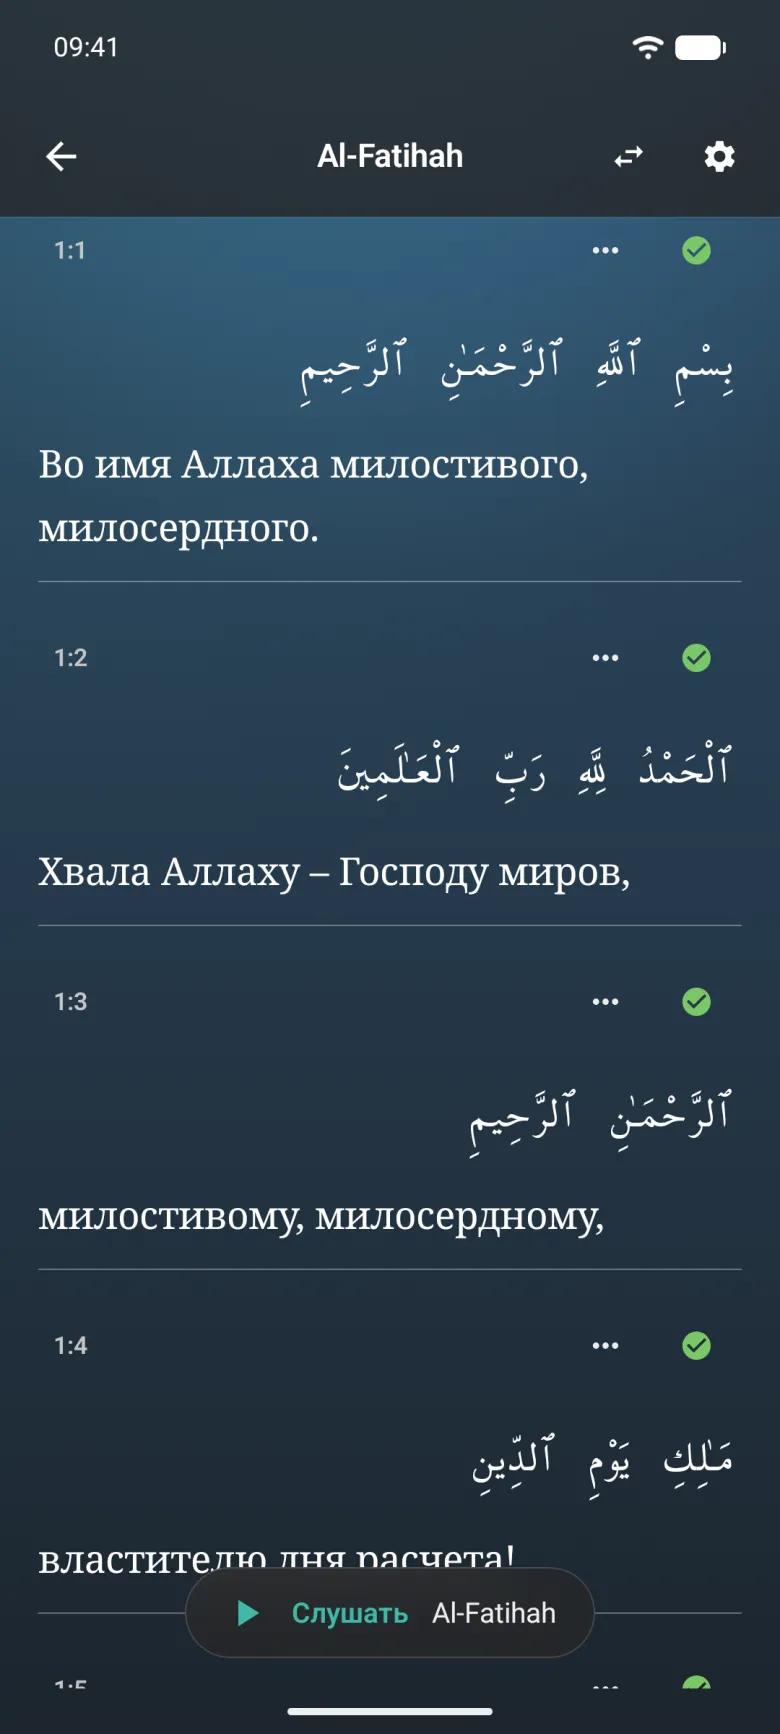 09:41
Al-Fatihah
1:1
بِسْمِ ٱللَّهِ ٱلرَّحْمَـٰنِ ٱلرَّحِيمِ
Во имя Аллаха милостивого,
милосердного.
1:2
ٱلْحَمْدُ لِلَّهِ رَبِّ ٱلْعَـٰلَمِينَ
Хвала Аллаху – Господу миров,
1:3
ٱلرَّحْمَـٰنِ ٱلرَّحِيمِ
милостивому, милосердному,
1:4
مَـٰلِكِ يَوْمِ ٱلدِّينِ
властителю дня расчета!
Слушать Al-Fatihah
1:5